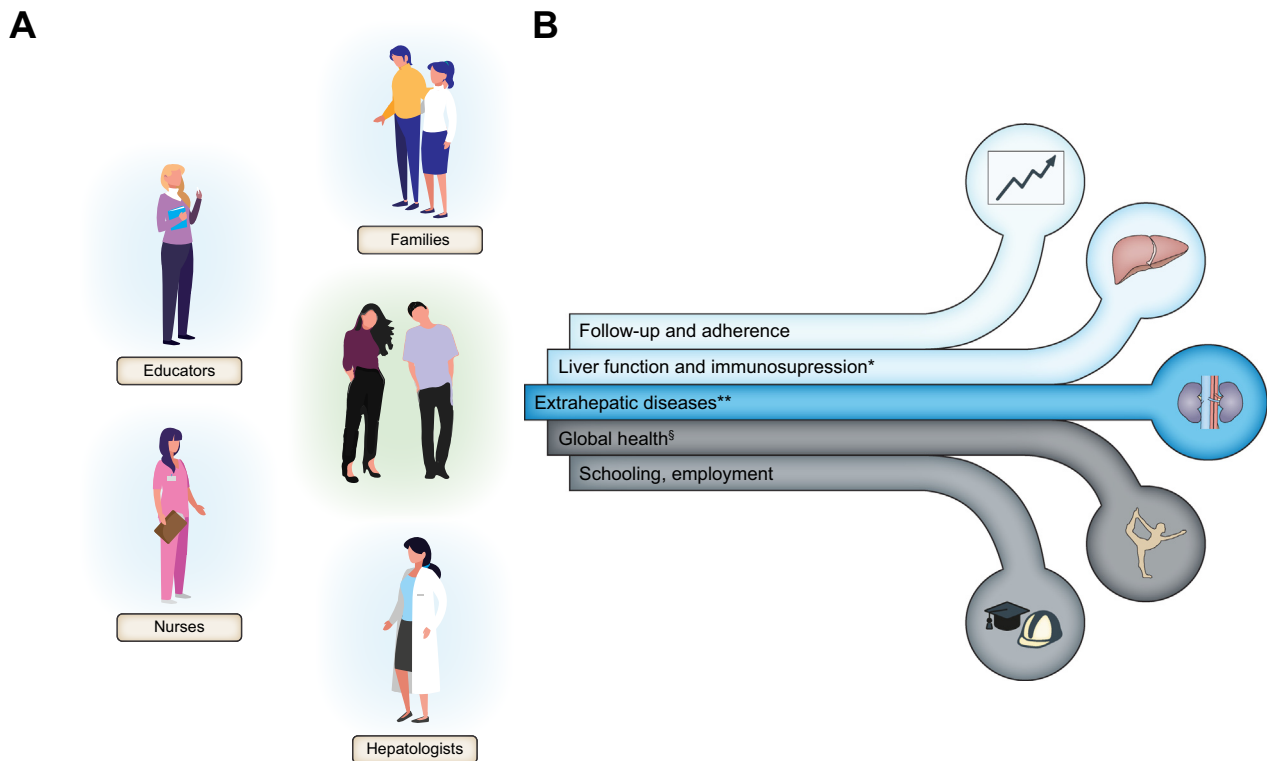 A
Families
Educators
Nurses
Hepatologists
B
Follow-up and adherence
Liver function and immunosupression*
Extrahepatic diseases**
Global health§
Schooling, employment